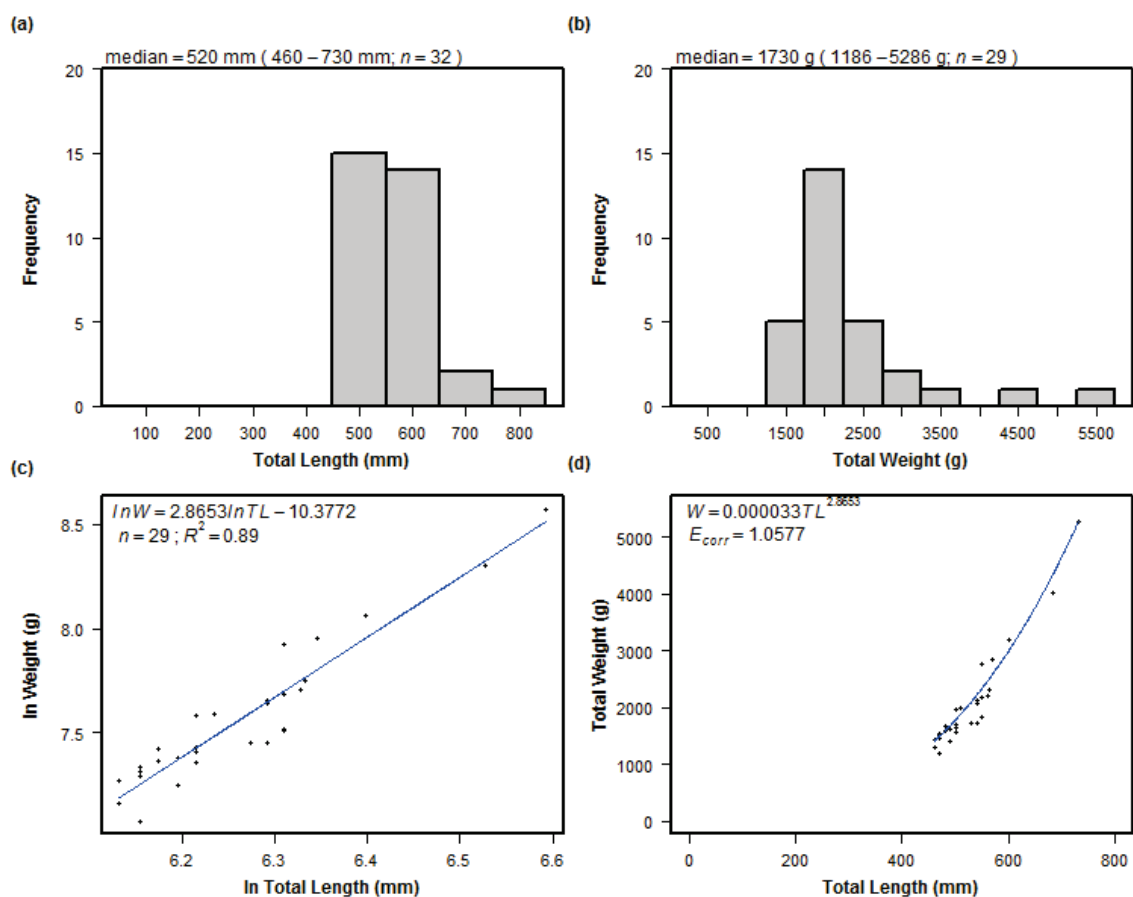 (a)
median = 520 mm ( 460 – 730 mm; n = 32 )
20
15
10
5
0
Frequency
100 200 300 400 500 600 700 800
Total Length (mm)
(b)
median = 1730 g ( 1186 – 5286 g; n = 29 )
20
15
10
5
0
Frequency
500 1500 2500 3500 4500 5500
Total Weight (g)
(c)
lnW = 2.8653lnTL – 10.3772
n = 29 ; R² = 0.89
8.5
8.0
7.5
ln Weight (g)
6.2 6.3 6.4 6.5 6.6
ln Total Length (mm)
(d)
W = 0.000033TL^2.8653
E_corr = 1.0577
5000
4000
3000
2000
1000
0
Total Weight (g)
0 200 400 600 800
Total Length (mm)